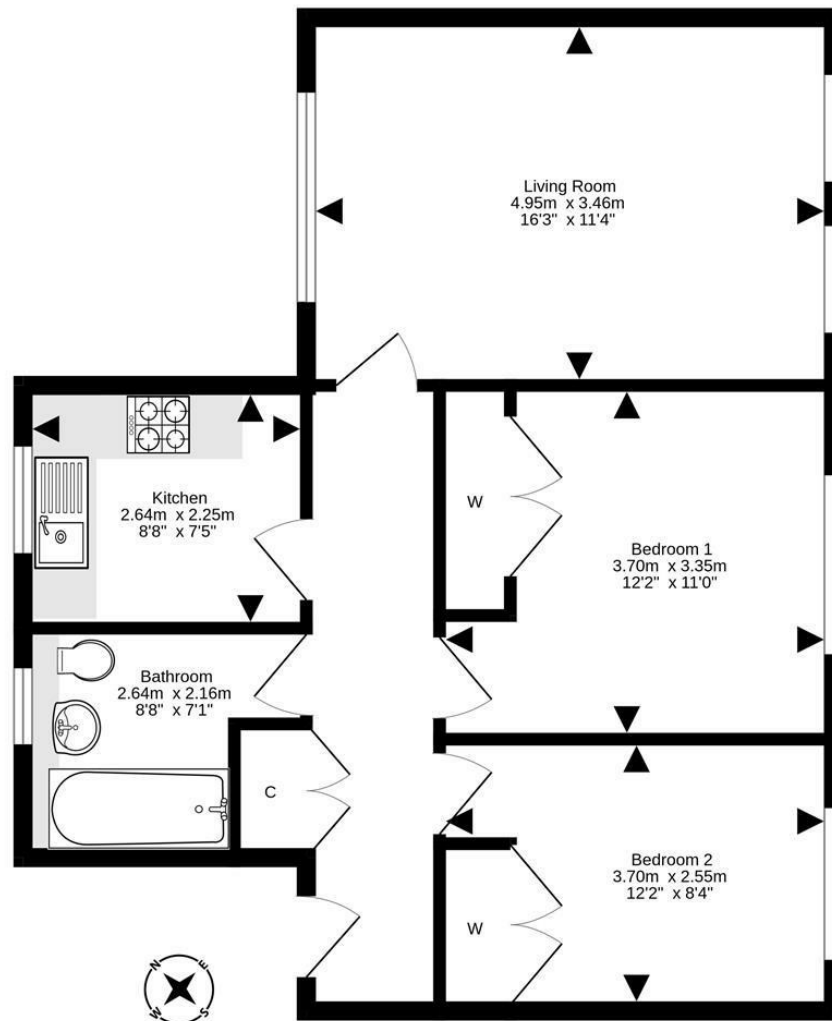 Living Room
4.95m x 3.46m
16'3" x 11'4"
Kitchen
2.64m x 2.25m
8'8" x 7'5"
W
Bedroom 1
3.70m x 3.35m
12'2" x 11'0"
Bathroom
2.64m x 2.16m
8'8" x 7'1"
C
Bedroom 2
3.70m x 2.55m
12'2" x 8'4"
W
N
E
W
S